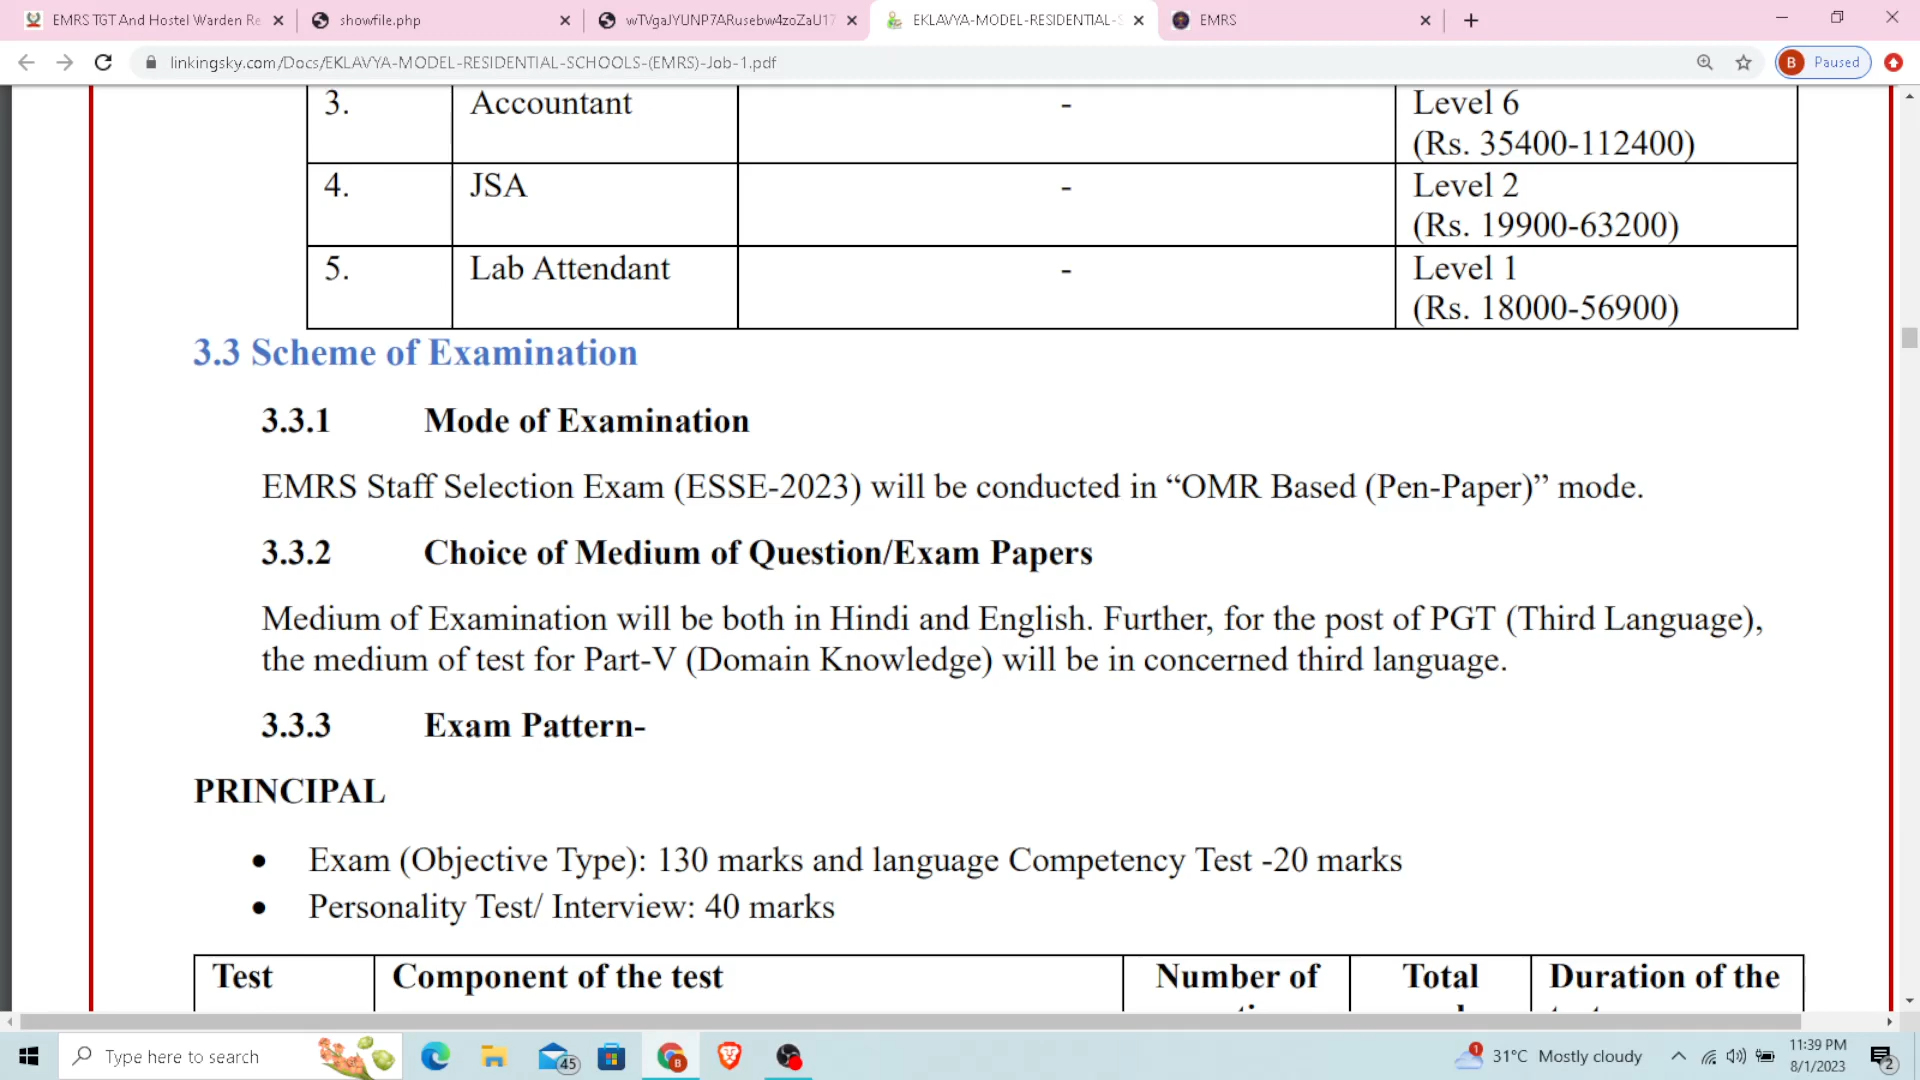 EMRS TGT And Hostel Warden Re
showfile.php
wTVgaJYUNP7ARusebw4zoZaU17
EKLAVYA-MODEL-RESIDENTIAL-S
EMRS
linkingsky.com/Docs/EKLAVYA-MODEL-RESIDENTIAL-SCHOOLS-(EMRS)-Job-1.pdf
B Paused
3. Accountant - Level 6
(Rs. 35400-112400)
4. JSA - Level 2
(Rs. 19900-63200)
5. Lab Attendant - Level 1
(Rs. 18000-56900)
3.3 Scheme of Examination
3.3.1 Mode of Examination
EMRS Staff Selection Exam (ESSE-2023) will be conducted in “OMR Based (Pen-Paper)” mode.
3.3.2 Choice of Medium of Question/Exam Papers
Medium of Examination will be both in Hindi and English. Further, for the post of PGT (Third Language),
the medium of test for Part-V (Domain Knowledge) will be in concerned third language.
3.3.3 Exam Pattern-
PRINCIPAL
• Exam (Objective Type): 130 marks and language Competency Test -20 marks
• Personality Test/ Interview: 40 marks
Test Component of the test Number of Total Duration of the
Type here to search
45
B
1
31°C Mostly cloudy
11:39 PM
8/1/2023
2